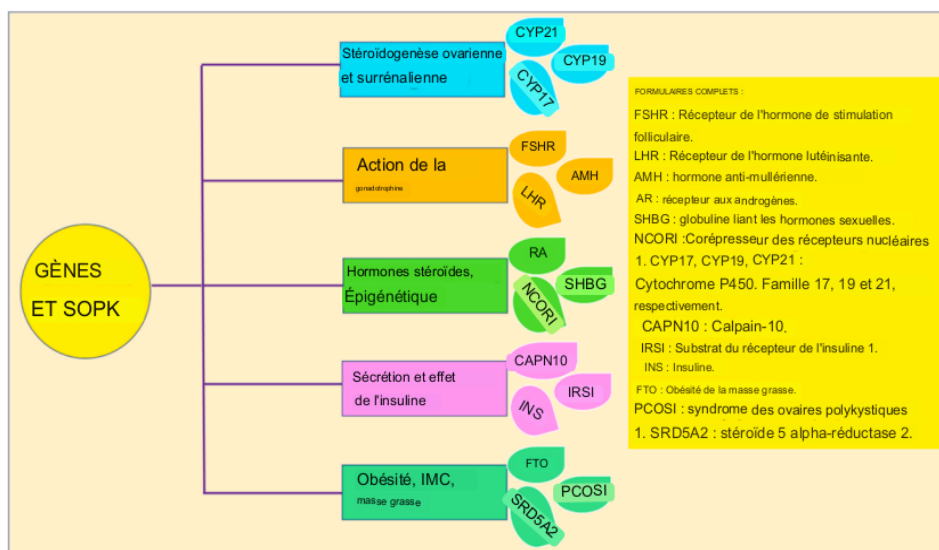 GÈNES
ET SOPK
Stéroïdogenèse ovarienne
et surrénalienne
CYP21
CYP19
CYP17
Action de la
gonadotrophine
FSHR
AMH
LHR
Hormones stéroïdes,
Épigénétique
RA
SHBG
NCORI
Sécrétion et effet
de l'insuline
CAPN10
IRSI
INS
Obésité, IMC,
masse grasse
FTO
PCOSI
SRD5A2
FORMULAIRES COMPLETS :
FSHR : Récepteur de l'hormone de stimulation
folliculaire.
LHR : Récepteur de l'hormone lutéinisante.
AMH : hormone anti-mullérienne.
AR : récepteur aux androgènes.
SHBG : globuline liant les hormones sexuelles.
NCORI :Corépresseur des récepteurs nucléaires
1. CYP17, CYP19, CYP21 :
Cytochrome P450. Famille 17, 19 et 21,
respectivement.
CAPN10 : Calpain-10.
IRSI : Substrat du récepteur de l'insuline 1.
INS : Insuline.
FTO : Obésité de la masse grasse.
PCOSI : syndrome des ovaires polykystiques
1. SRD5A2 : stéroïde 5 alpha-réductase 2.